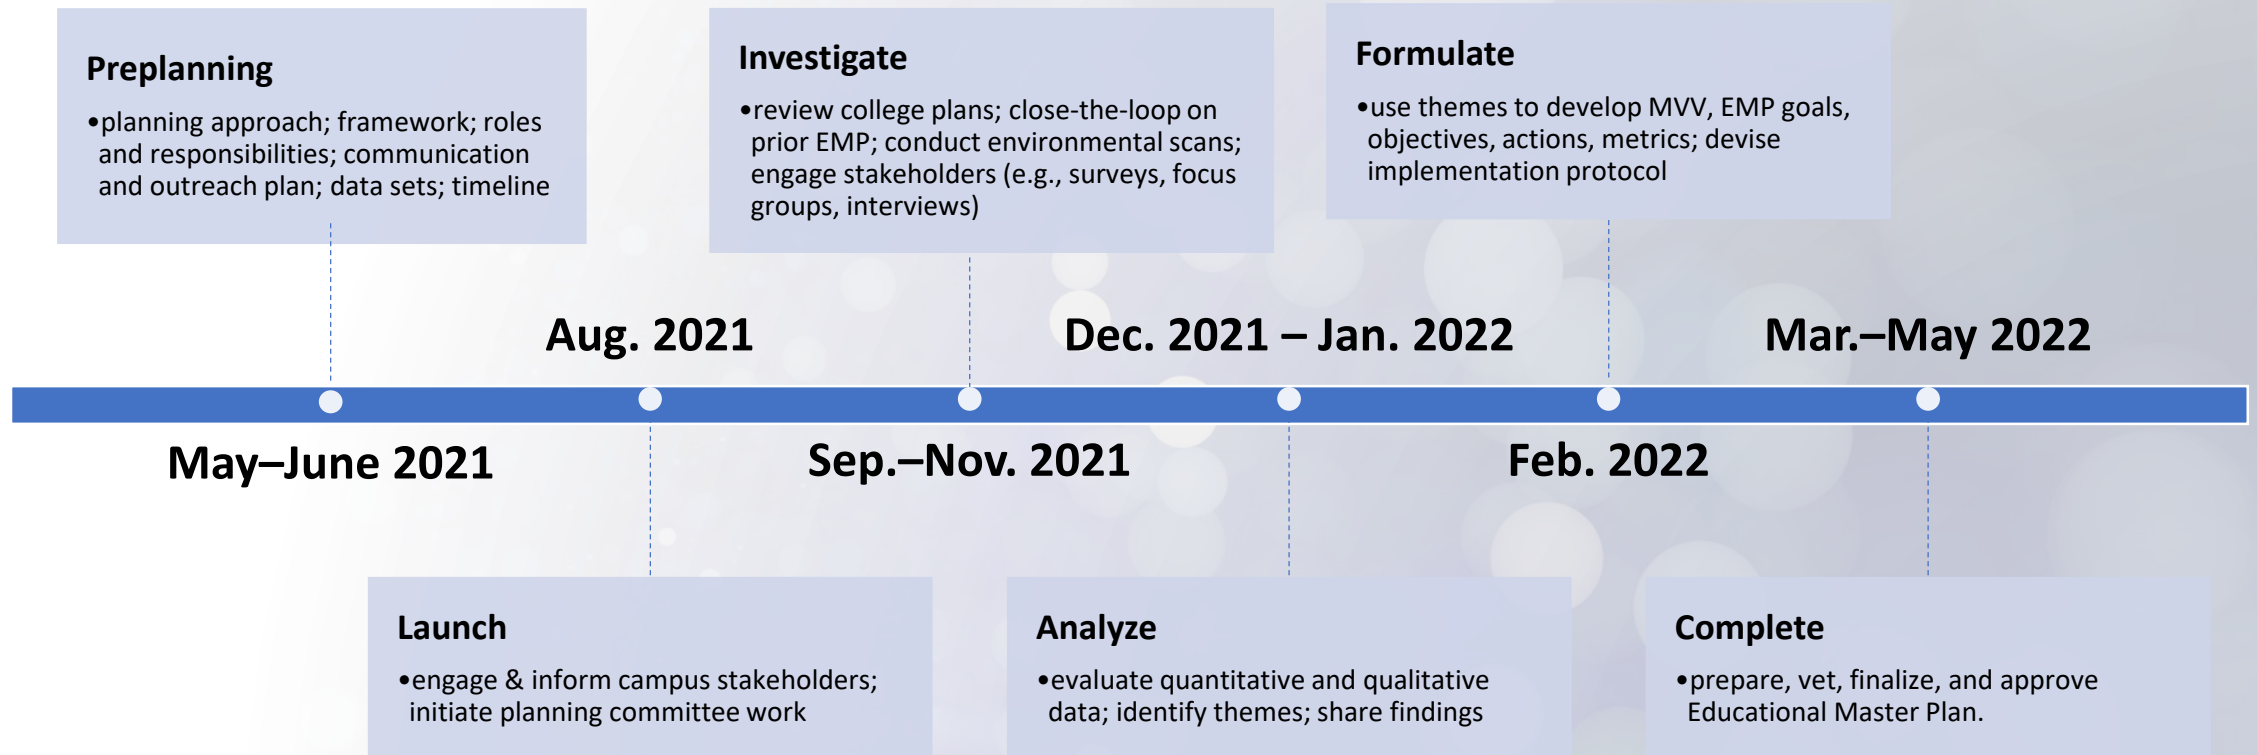 Preplanning
•planning approach; framework; roles
and responsibilities; communication
and outreach plan; data sets; timeline
Investigate
•review college plans; close-the-loop on
prior EMP; conduct environmental scans;
engage stakeholders (e.g., surveys, focus
groups, interviews)
Formulate
•use themes to develop MVV, EMP goals,
objectives, actions, metrics; devise
implementation protocol
Aug. 2021
Dec. 2021 – Jan. 2022
Mar.–May 2022
May–June 2021
Sep.–Nov. 2021
Feb. 2022
Launch
•engage & inform campus stakeholders;
initiate planning committee work
Analyze
•evaluate quantitative and qualitative
data; identify themes; share findings
Complete
•prepare, vet, finalize, and approve
Educational Master Plan.